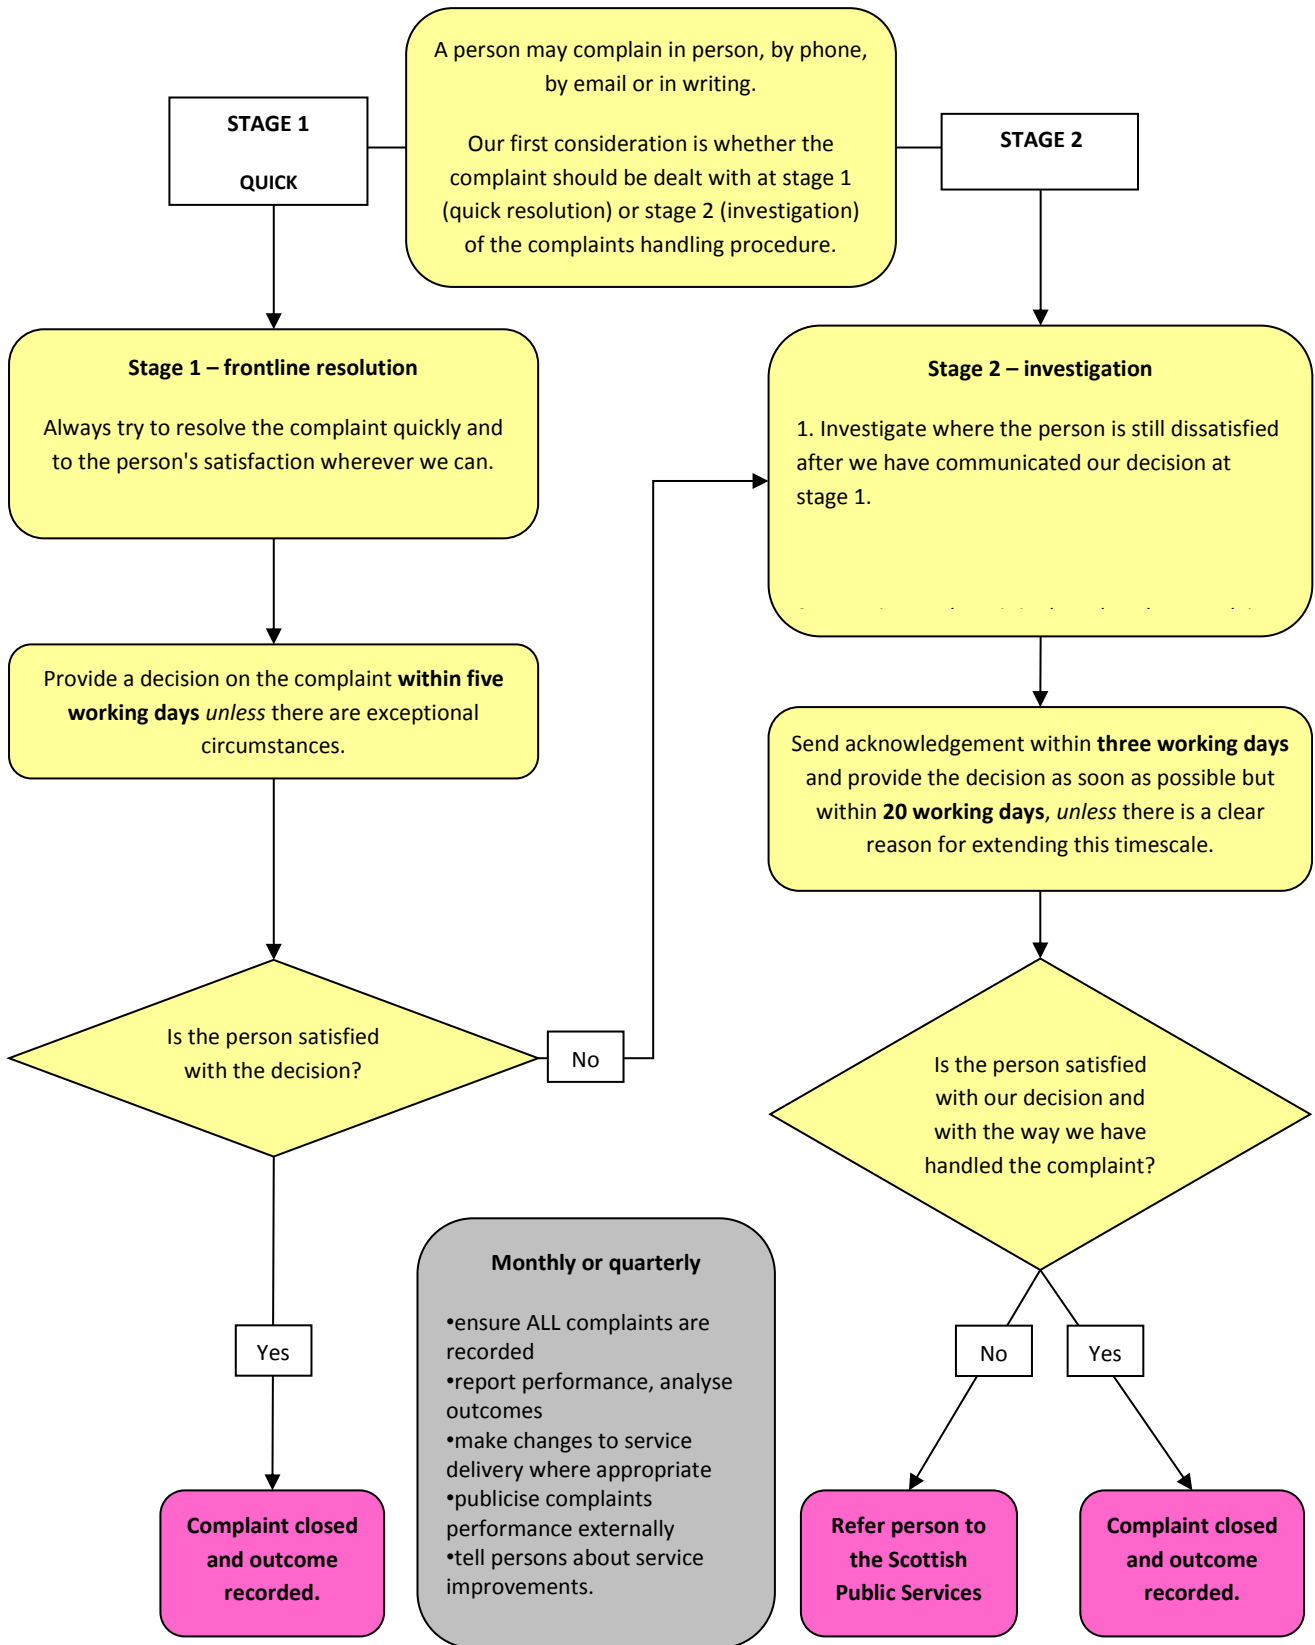 A person may complain in person, by phone,
by email or in writing.
Our first consideration is whether the
complaint should be dealt with at stage 1
(quick resolution) or stage 2 (investigation)
of the complaints handling procedure.
STAGE 1
QUICK
STAGE 2
Stage 1 – frontline resolution
Always try to resolve the complaint quickly and
to the person's satisfaction wherever we can.
Provide a decision on the complaint within five
working days unless there are exceptional
circumstances.
Is the person satisfied
with the decision?
No
Yes
Complaint closed
and outcome
recorded.
Stage 2 – investigation
1. Investigate where the person is still dissatisfied
after we have communicated our decision at
stage 1.
Send acknowledgement within three working days
and provide the decision as soon as possible but
within 20 working days, unless there is a clear
reason for extending this timescale.
Is the person satisfied
with our decision and
with the way we have
handled the complaint?
No
Yes
Refer person to
the Scottish
Public Services
Complaint closed
and outcome
recorded.
Monthly or quarterly
•ensure ALL complaints are
recorded
•report performance, analyse
outcomes
•make changes to service
delivery where appropriate
•publicise complaints
performance externally
•tell persons about service
improvements.